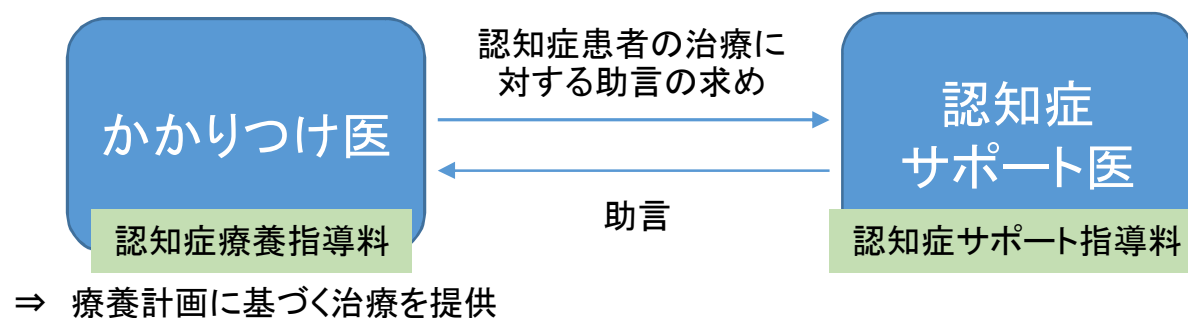 かかりつけ医
認知症療養指導料
認知症患者の治療に
対する助言の求め
助言
認知症
サポート医
認知症サポート指導料
⇒ 療養計画に基づく治療を提供